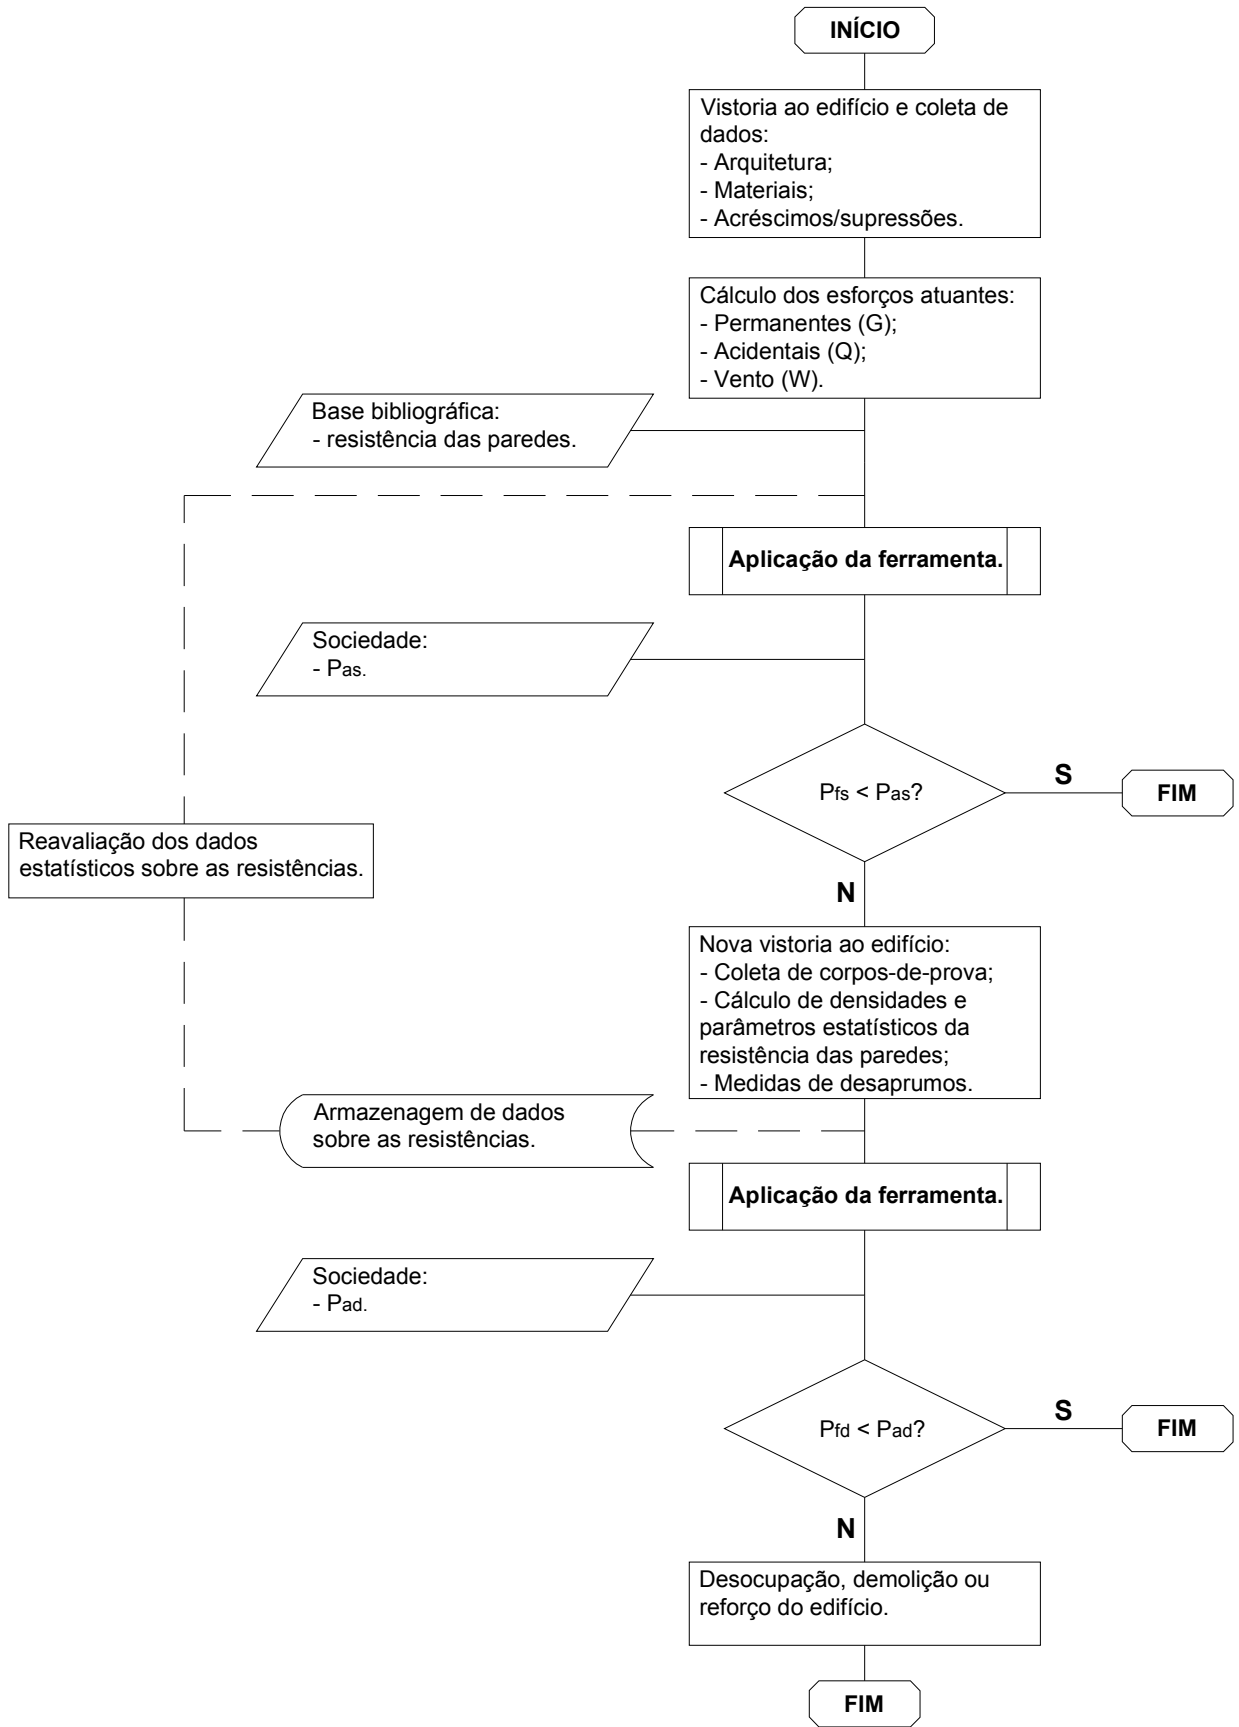 INÍCIO
Vistoria ao edifício e coleta de
dados:
- Arquitetura;
- Materiais;
- Acréscimos/supressões.
Cálculo dos esforços atuantes:
- Permanentes (G);
- Acidentais (Q);
- Vento (W).
Base bibliográfica:
- resistência das paredes.
Aplicação da ferramenta.
Sociedade:
- Pas.
Pfs < Pas?
S
FIM
Reavaliação dos dados
estatísticos sobre as resistências.
N
Nova vistoria ao edifício:
- Coleta de corpos-de-prova;
- Cálculo de densidades e
parâmetros estatísticos da
resistência das paredes;
- Medidas de desaprumos.
Armazenagem de dados
sobre as resistências.
Aplicação da ferramenta.
Sociedade:
- Pad.
Pfd < Pad?
S
FIM
N
Desocupação, demolição ou
reforço do edifício.
FIM